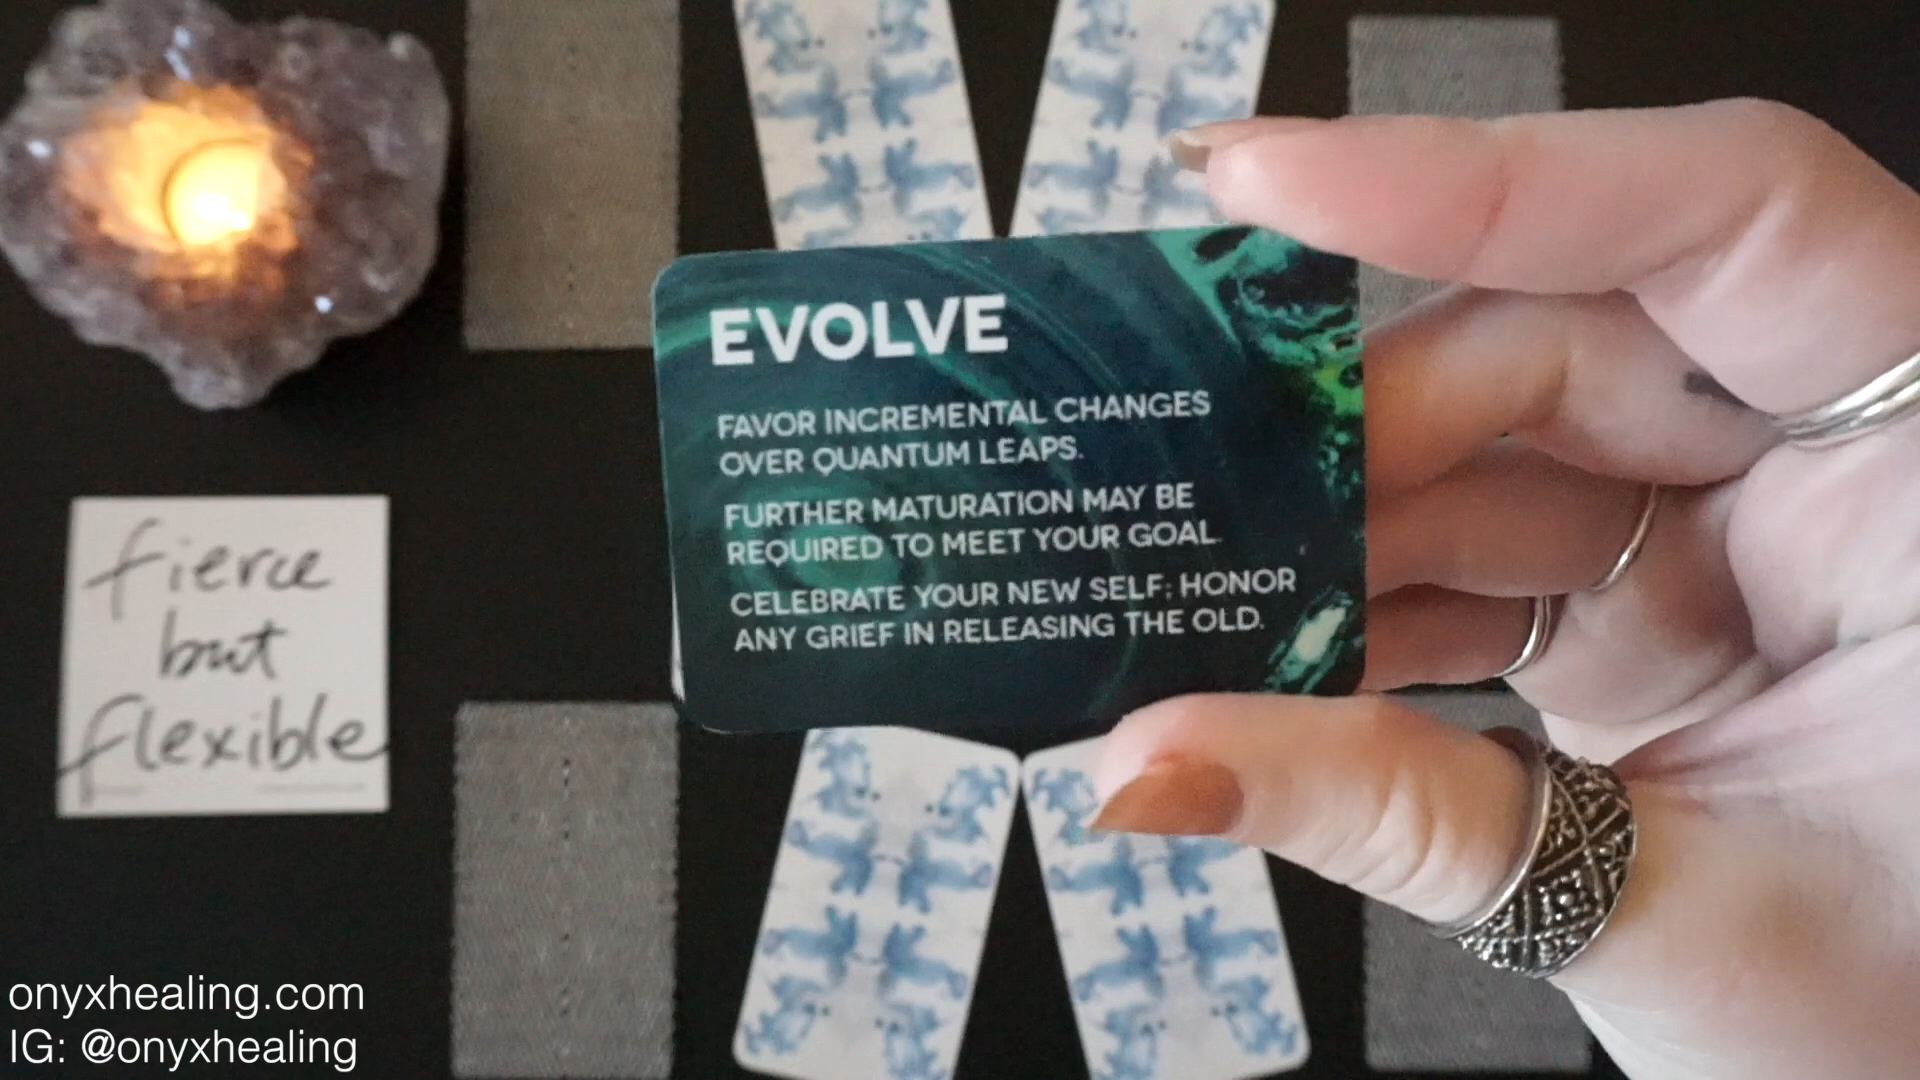 EVOLVE
FAVOR INCREMENTAL CHANGES
OVER QUANTUM LEAPS.
FURTHER MATURATION MAY BE
REQUIRED TO MEET YOUR GOAL.
CELEBRATE YOUR NEW SELF; HONOR
ANY GRIEF IN RELEASING THE OLD.
fierce
but
flexible
onyxhealing.com
IG: @onyxhealing